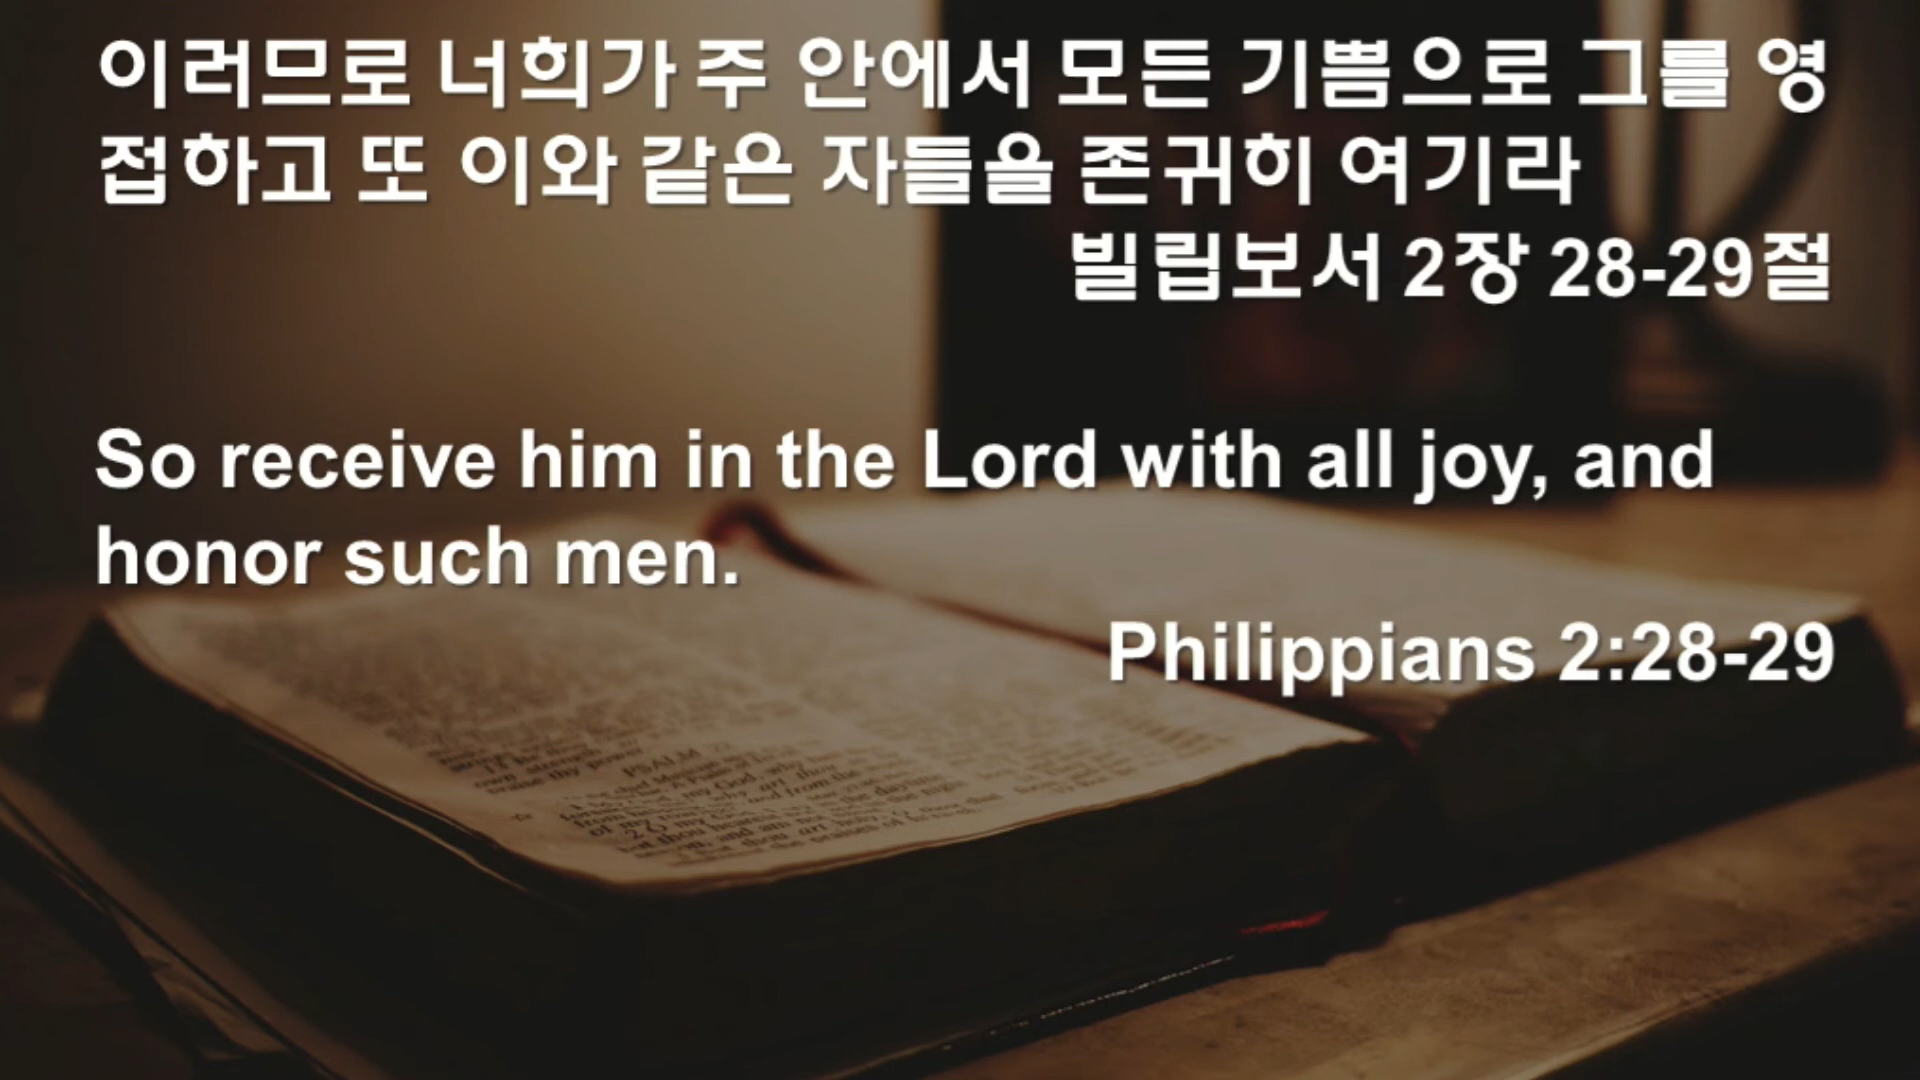 이러므로 너희가 주 안에서 모든 기쁨으로 그를 영
접하고 또 이와 같은 자들을 존귀히 여기라
빌립보서 2장 28-29절
So receive him in the Lord with all joy, and
honor such men.
Philippians 2:28-29
PSALM